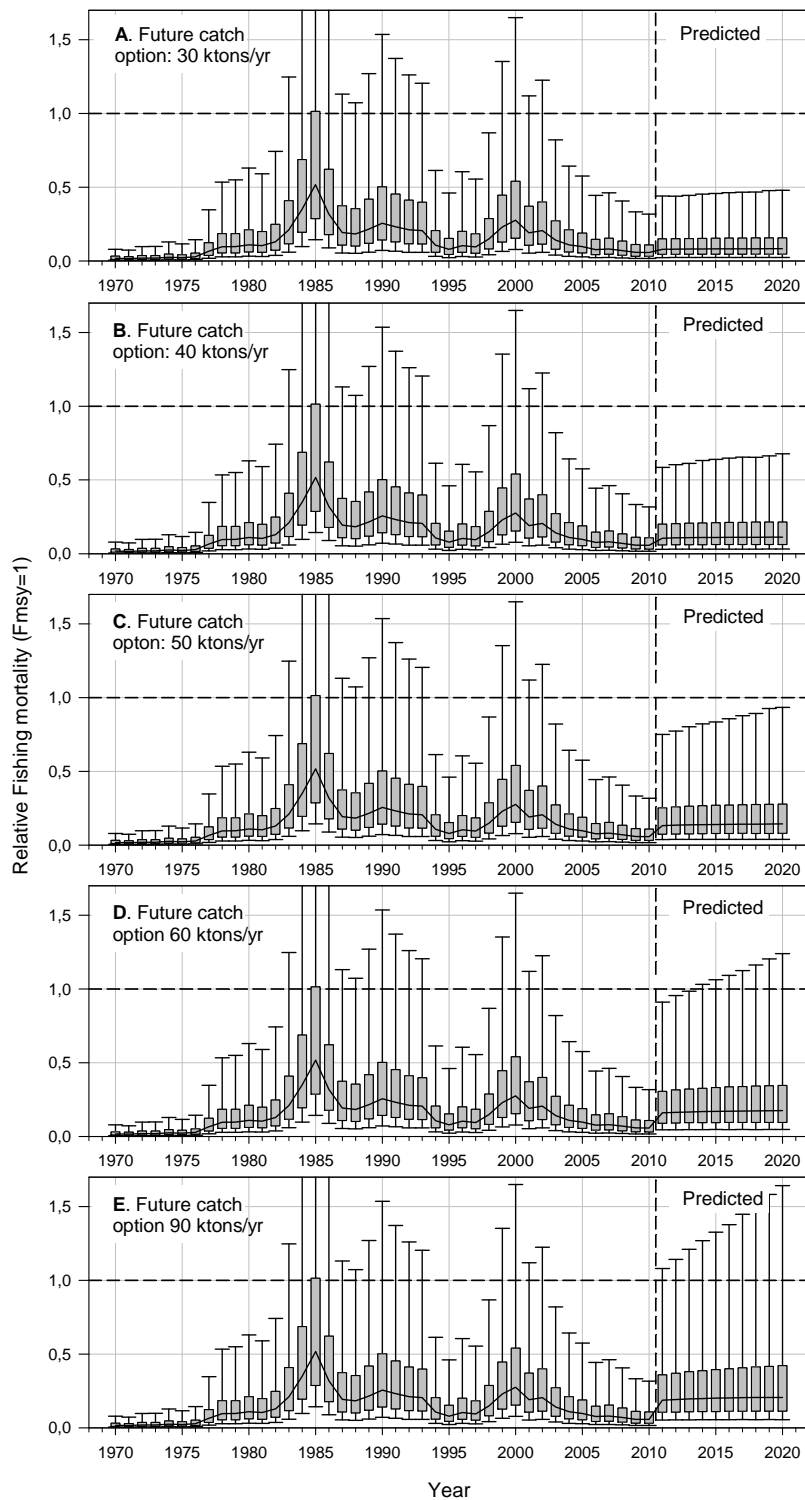 A. Future catch
option: 30 ktons/yr
Predicted
1,5
1,0
0,5
0,0
1970 1975 1980 1985 1990 1995 2000 2005 2010 2015 2020
B. Future catch
option: 40 ktons/yr
Predicted
1,5
1,0
0,5
0,0
1970 1975 1980 1985 1990 1995 2000 2005 2010 2015 2020
C. Future catch
opton: 50 ktons/yr
Predicted
1,5
1,0
0,5
0,0
1970 1975 1980 1985 1990 1995 2000 2005 2010 2015 2020
D. Future catch
option 60 ktons/yr
Predicted
1,5
1,0
0,5
0,0
1970 1975 1980 1985 1990 1995 2000 2005 2010 2015 2020
E. Future catch
option 90 ktons/yr
Predicted
1,5
1,0
0,5
0,0
1970 1975 1980 1985 1990 1995 2000 2005 2010 2015 2020
Relative Fishing mortality (Fmsy=1)
Year